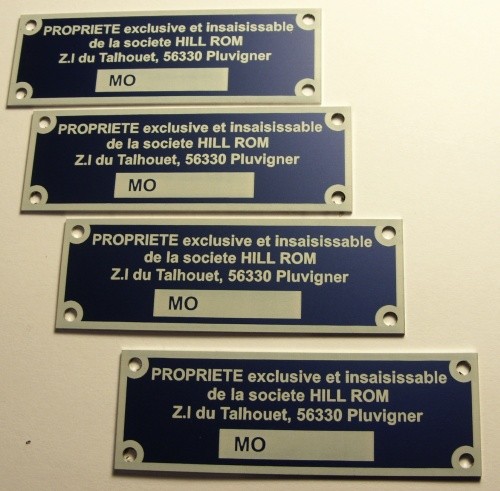 PROPRIETE exclusive et insaisissable
de la societe HILL ROM
Z.I du Talhouet, 56330 Pluvigner
MO
PROPRIETE exclusive et insaisissable
de la societe HILL ROM
Z.I du Talhouet, 56330 Pluvigner
MO
PROPRIETE exclusive et insaisissable
de la societe HILL ROM
Z.I du Talhouet, 56330 Pluvigner
MO
PROPRIETE exclusive et insaisissable
de la societe HILL ROM
Z.I du Talhouet, 56330 Pluvigner
MO